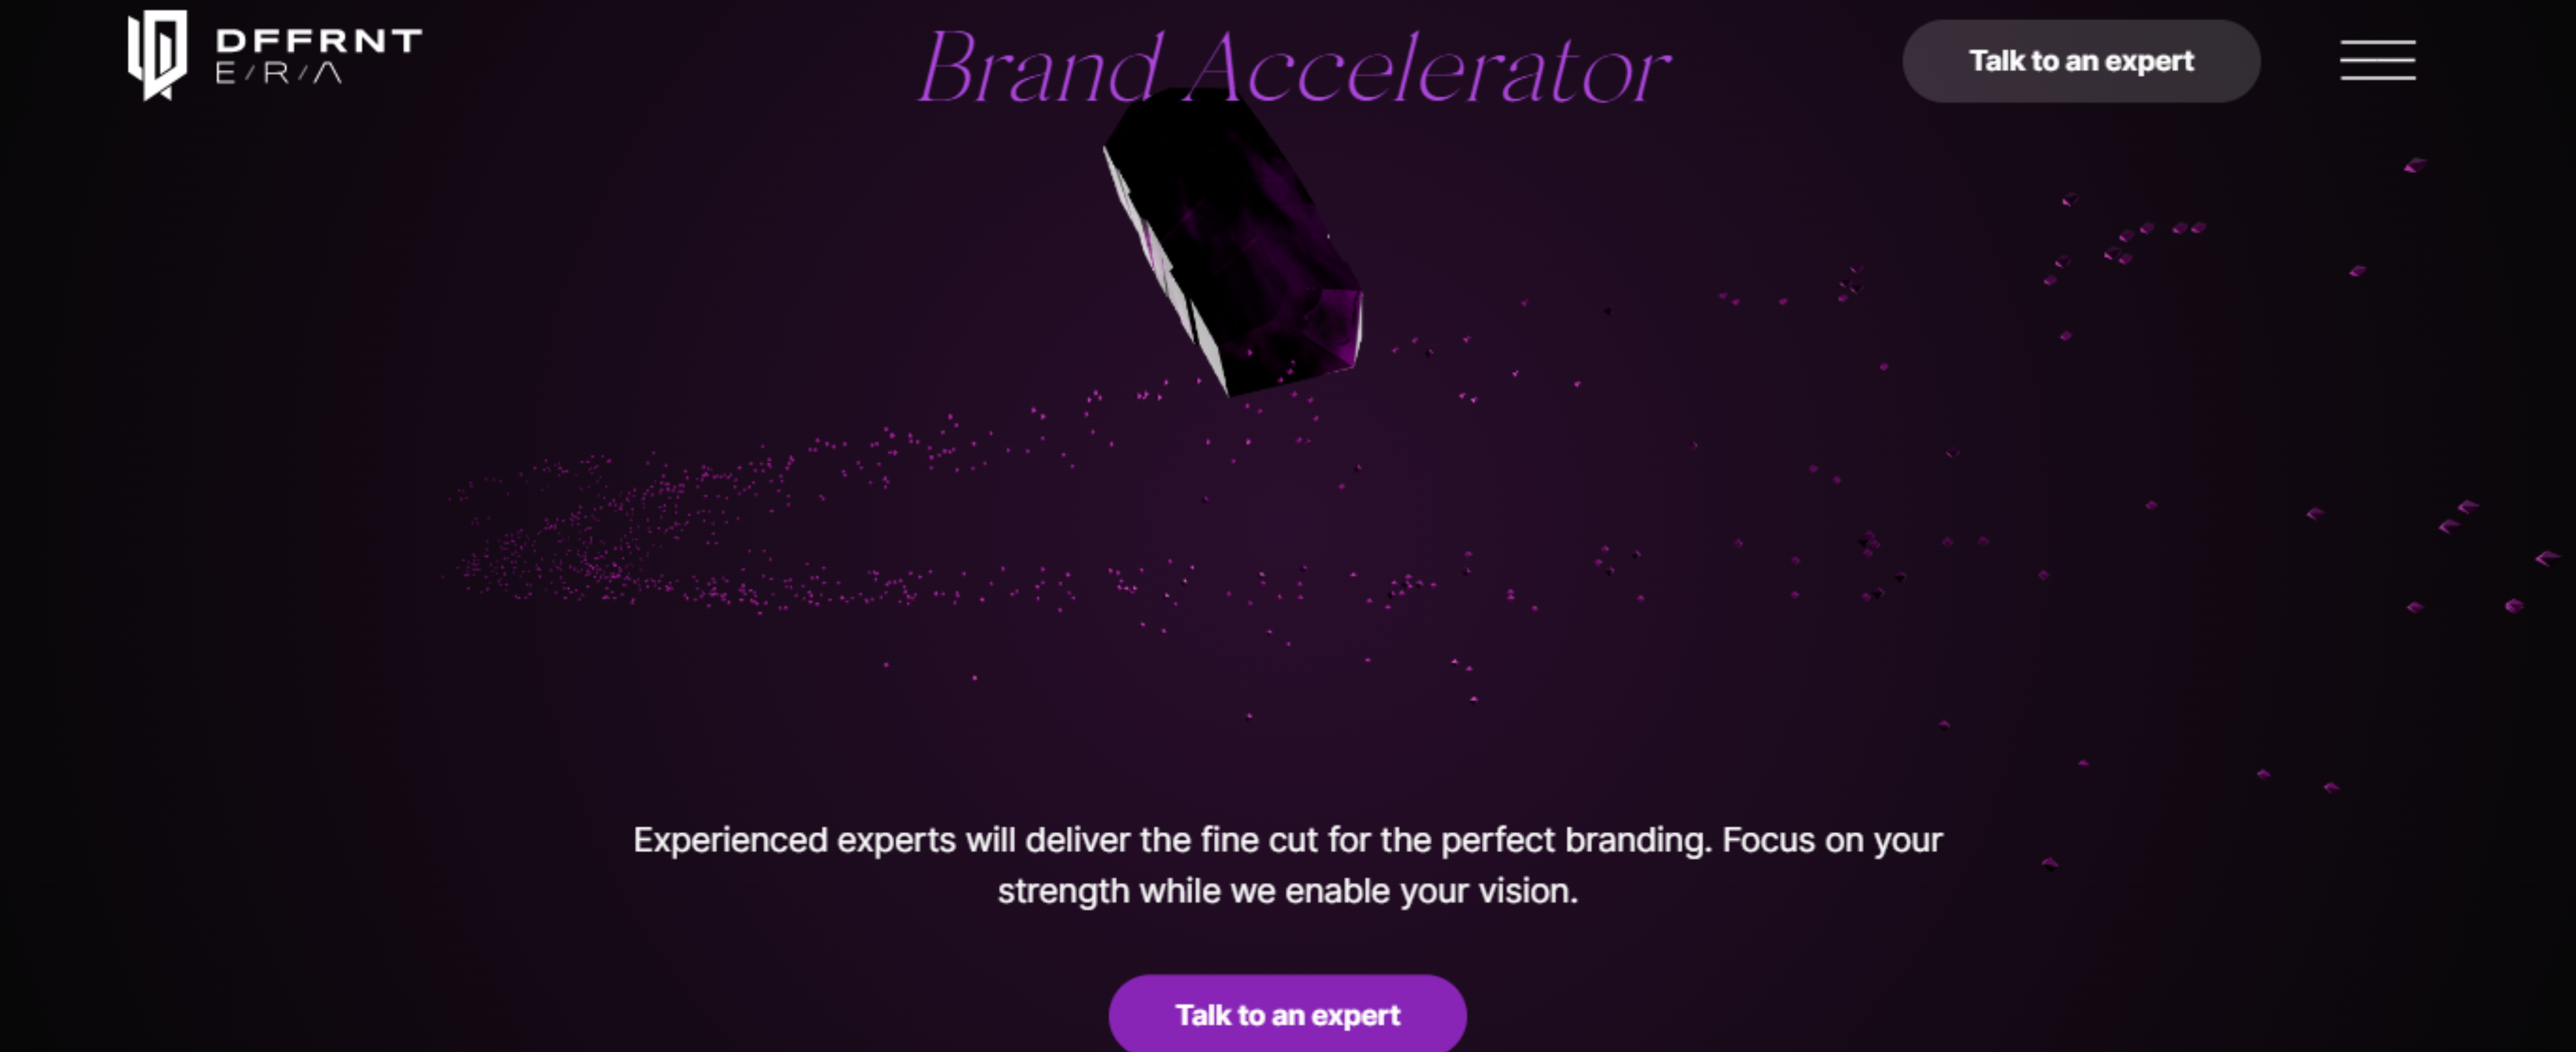 DFFRNT
E/R/Λ
Brand Accelerator
Talk to an expert
Experienced experts will deliver the fine cut for the perfect branding. Focus on your
strength while we enable your vision.
Talk to an expert